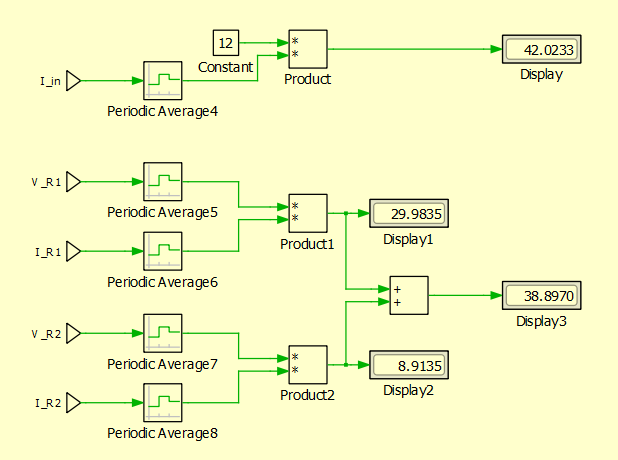 12
*
*
42.0233
Constant
Product
Display
I_in
Periodic Average4
V_R1
Periodic Average5
*
*
29.9835
Product1
Display1
I_R1
Periodic Average6
+
+
38.8970
Display3
V_R2
Periodic Average7
*
*
8.9135
Product2
Display2
I_R2
Periodic Average8